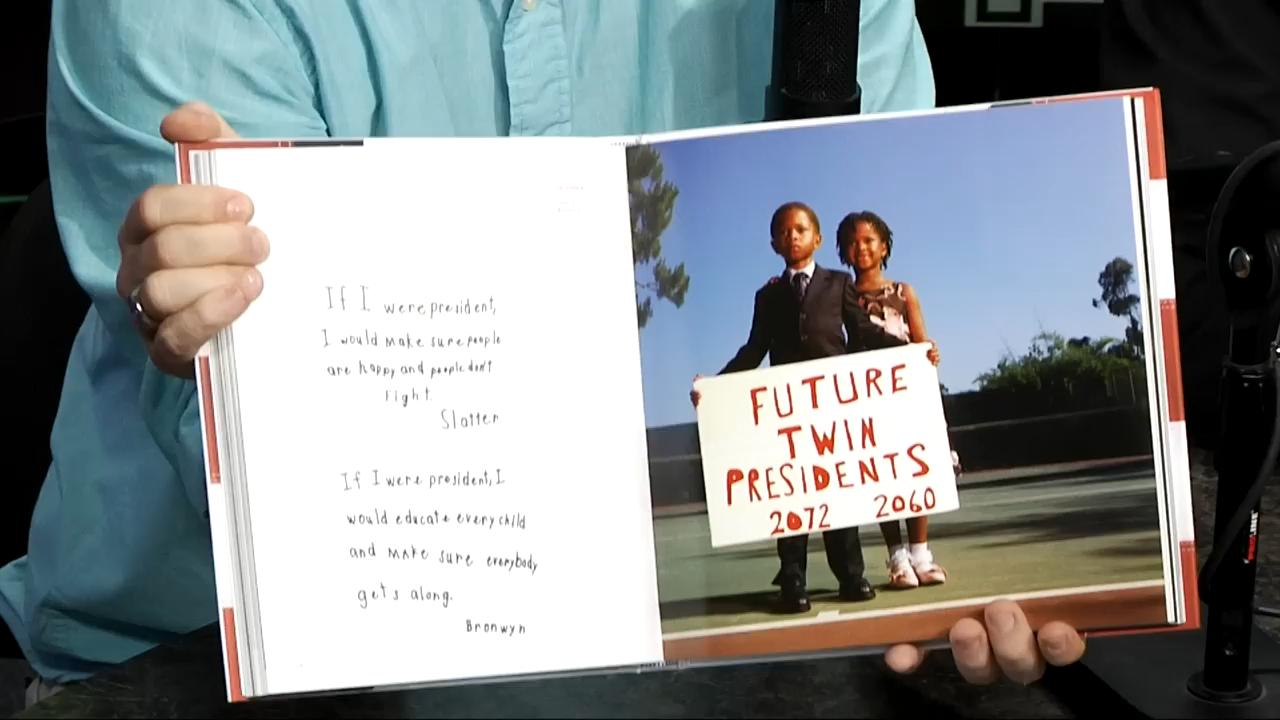 If I were president,
I would make sure people
are happy and people don't
fight.
Slatter
If I were president, I
would educate every child
and make sure everybody
gets along.
Bronwyn
FUTURE
TWIN
PRESIDENTS
2072 2060